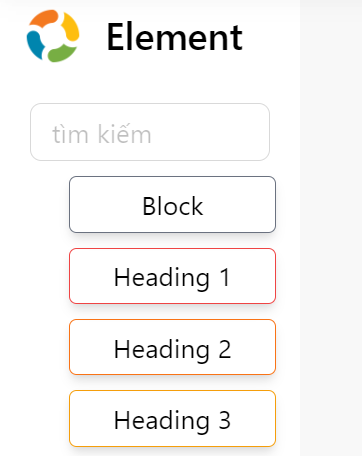 Element
tìm kiếm
Block
Heading 1
Heading 2
Heading 3